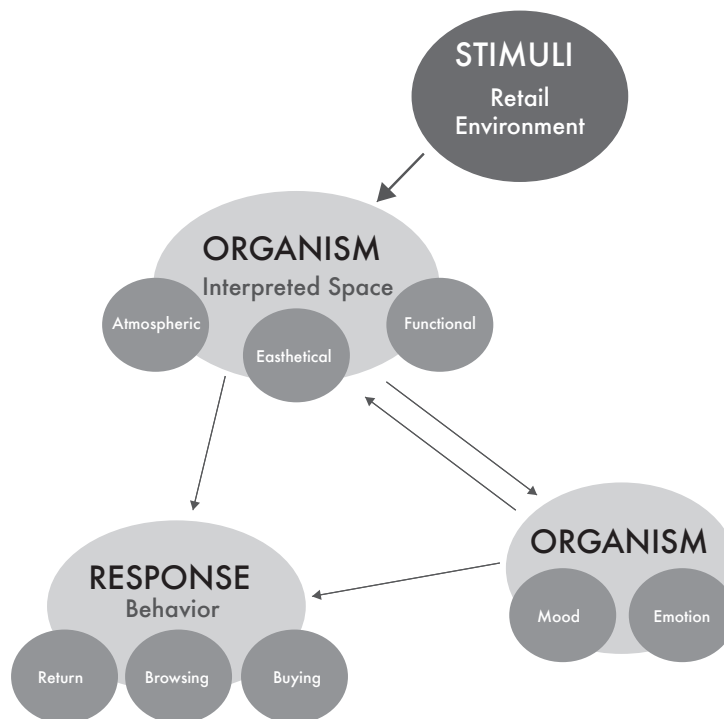 STIMULI
Retail
Environment
ORGANISM
Interpreted Space
Atmospheric
Functional
Easthetical
ORGANISM
Mood
Emotion
RESPONSE
Behavior
Return
Browsing
Buying